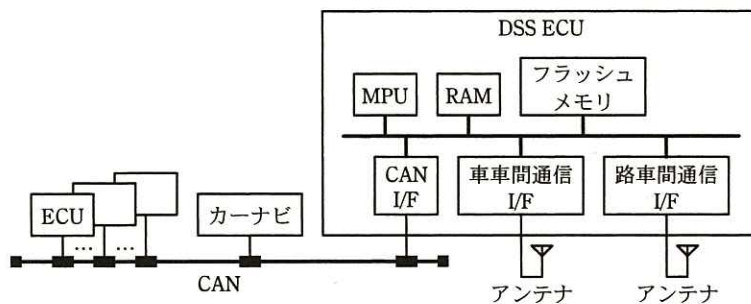 DSS ECU
MPU
RAM
フラッシュ
メモリ
CAN
I/F
車車間通信
I/F
路車間通信
I/F
ECU
カーナビ
...
...
CAN
アンテナ
アンテナ